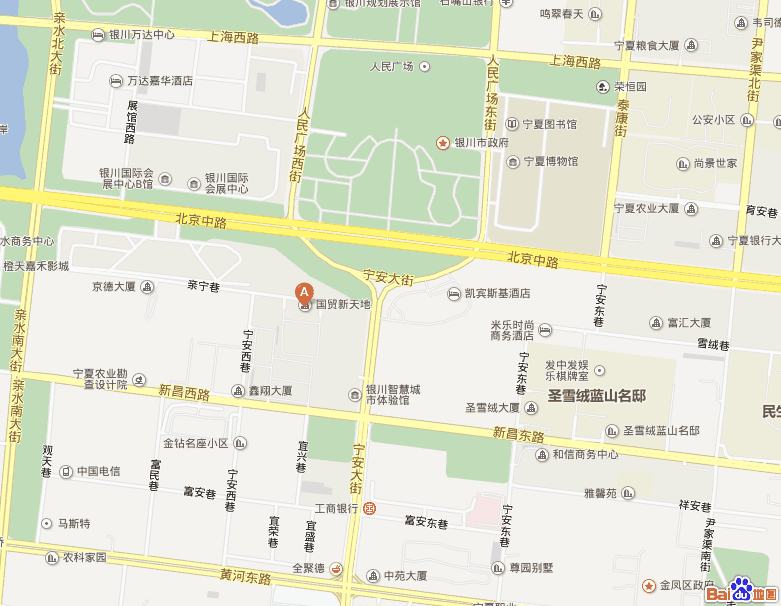 银川规划展示馆
石嘴山银行
鸣翠春天
韦司德
亲水北大街
银川万达中心
上海西路
宁夏粮食大厦
尹家渠北街
人民广场
人民广场东街
上海西路
万达嘉华酒店
荣恒园
展馆西路
人民广场西街
泰康街
公安小区
宁夏图书馆
岸
银川市政府
宁夏博物馆
尚景世家
银川国际会
展中心B馆
银川国际
会展中心
宁夏农业大厦
育安巷
北京中路
水商务中心
宁夏银行大
北京中路
橙天嘉禾影城
宁安大街
京德大厦
亲宁巷
A
国贸新天地
凯宾斯基酒店
宁安东巷
亲水南大街
宁安西巷
米乐时尚
商务酒店
富汇大厦
雪绒巷
宁夏农业勘
查设计院
宁安东巷
发中发娱
乐棋牌室
新昌西路
鑫翔大厦
银川智慧城
市体验馆
圣雪绒蓝山名邸
亲水南大街
圣雪绒大厦
民生
新昌东路
圣雪绒蓝山名邸
金钻名座小区
宜兴巷
宁安大街
和信商务中心
观天巷
富民巷
中国电信
宁安西巷
富安巷
雅馨苑
祥安巷
工商银行
马斯特
宜荣巷
宜盛巷
富安东巷
宁安东巷
尹家渠南街
农科家园
全聚德
黄河东路
中苑大厦
尊园别墅
金凤区政府
Bai du 地图